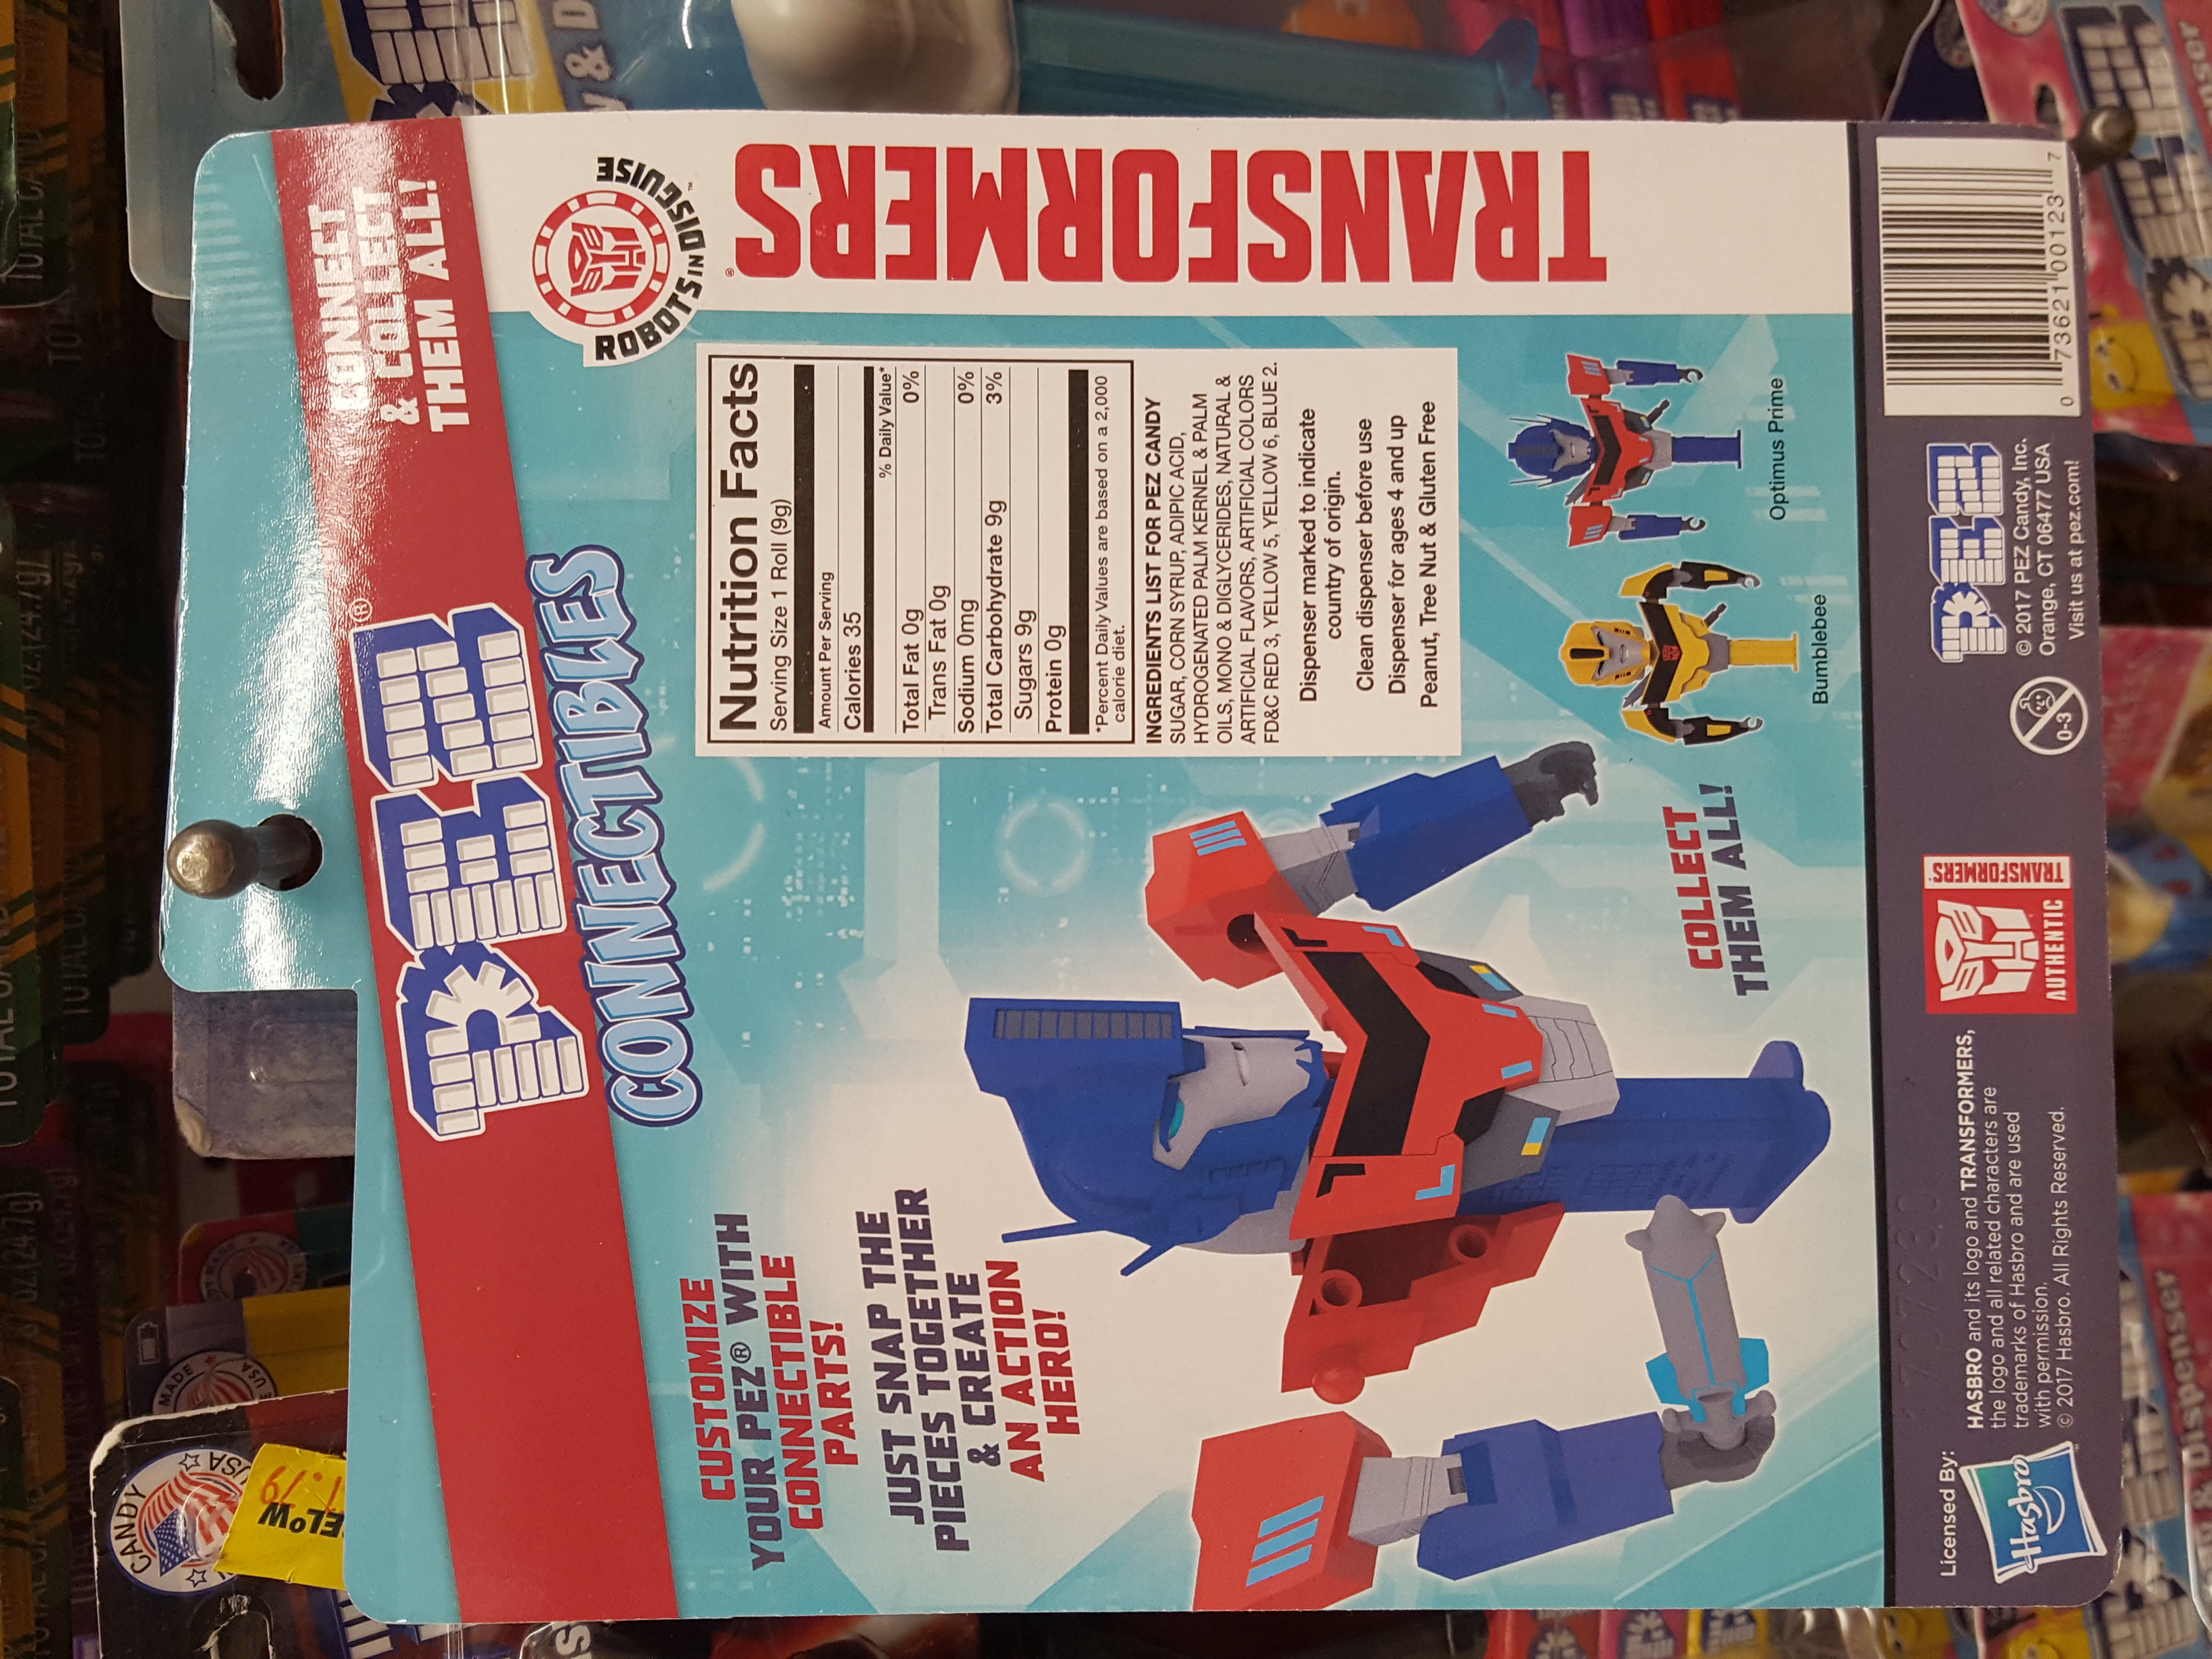 CONNECT
& COLLECT
THEM ALL!
PEZ®
CONNECTIBLES
ROBOTS IN DISGUISE™
TRANSFORMERS®
CUSTOMIZE
YOUR PEZ® WITH
CONNECTIBLE
PARTS!
JUST SNAP THE
PIECES TOGETHER
& CREATE
AN ACTION
HERO!
Nutrition Facts
Serving Size 1 Roll (9g)
Amount Per Serving
Calories 35
% Daily Value*
Total Fat 0g 0%
Trans Fat 0g
Sodium 0mg 0%
Total Carbohydrate 9g 3%
Sugars 9g
Protein 0g
*Percent Daily Values are based on a 2,000
calorie diet.
INGREDIENTS LIST FOR PEZ CANDY
SUGAR, CORN SYRUP, ADIPIC ACID,
HYDROGENATED PALM KERNEL & PALM
OILS, MONO & DIGLYCERIDES, NATURAL &
ARTIFICIAL FLAVORS, ARTIFICIAL COLORS
FD&C RED 3, YELLOW 5, YELLOW 6, BLUE 2.
Dispenser marked to indicate
country of origin.
Clean dispenser before use
Dispenser for ages 4 and up
Peanut, Tree Nut & Gluten Free
COLLECT
THEM ALL!
Bumblebee
Optimus Prime
Licensed By:
Hasbro
HASBRO and its logo and TRANSFORMERS,
the logo and all related characters are
trademarks of Hasbro and are used
with permission.
© 2017 Hasbro. All Rights Reserved.
TRANSFORMERS
AUTHENTIC
0-3
PEZ
© 2017 PEZ Candy, Inc.
Orange, CT 06477 USA
Visit us at pez.com!
0 73621 00123 7
CANDY
USA
MADE
TOTAL
Dispenser